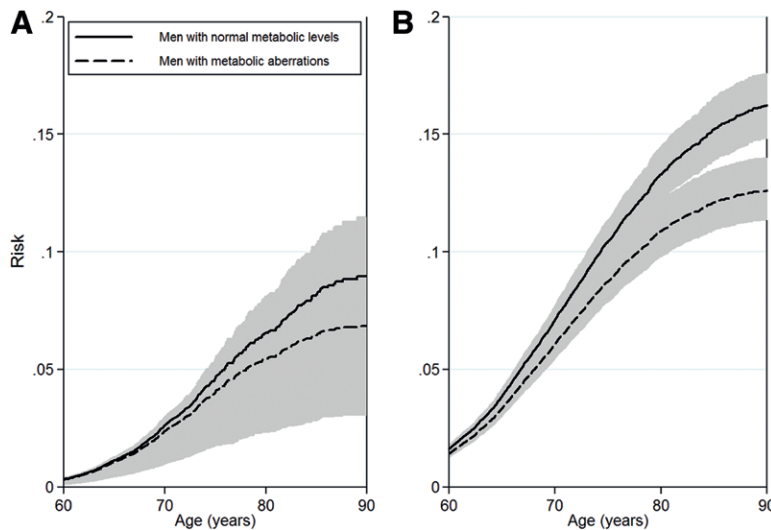 A
B
Men with normal metabolic levels
Men with metabolic aberrations
Risk
.2
.15
.1
.05
0
60
70
80
90
Age (years)
.2
.15
.1
.05
0
60
70
80
90
Age (years)